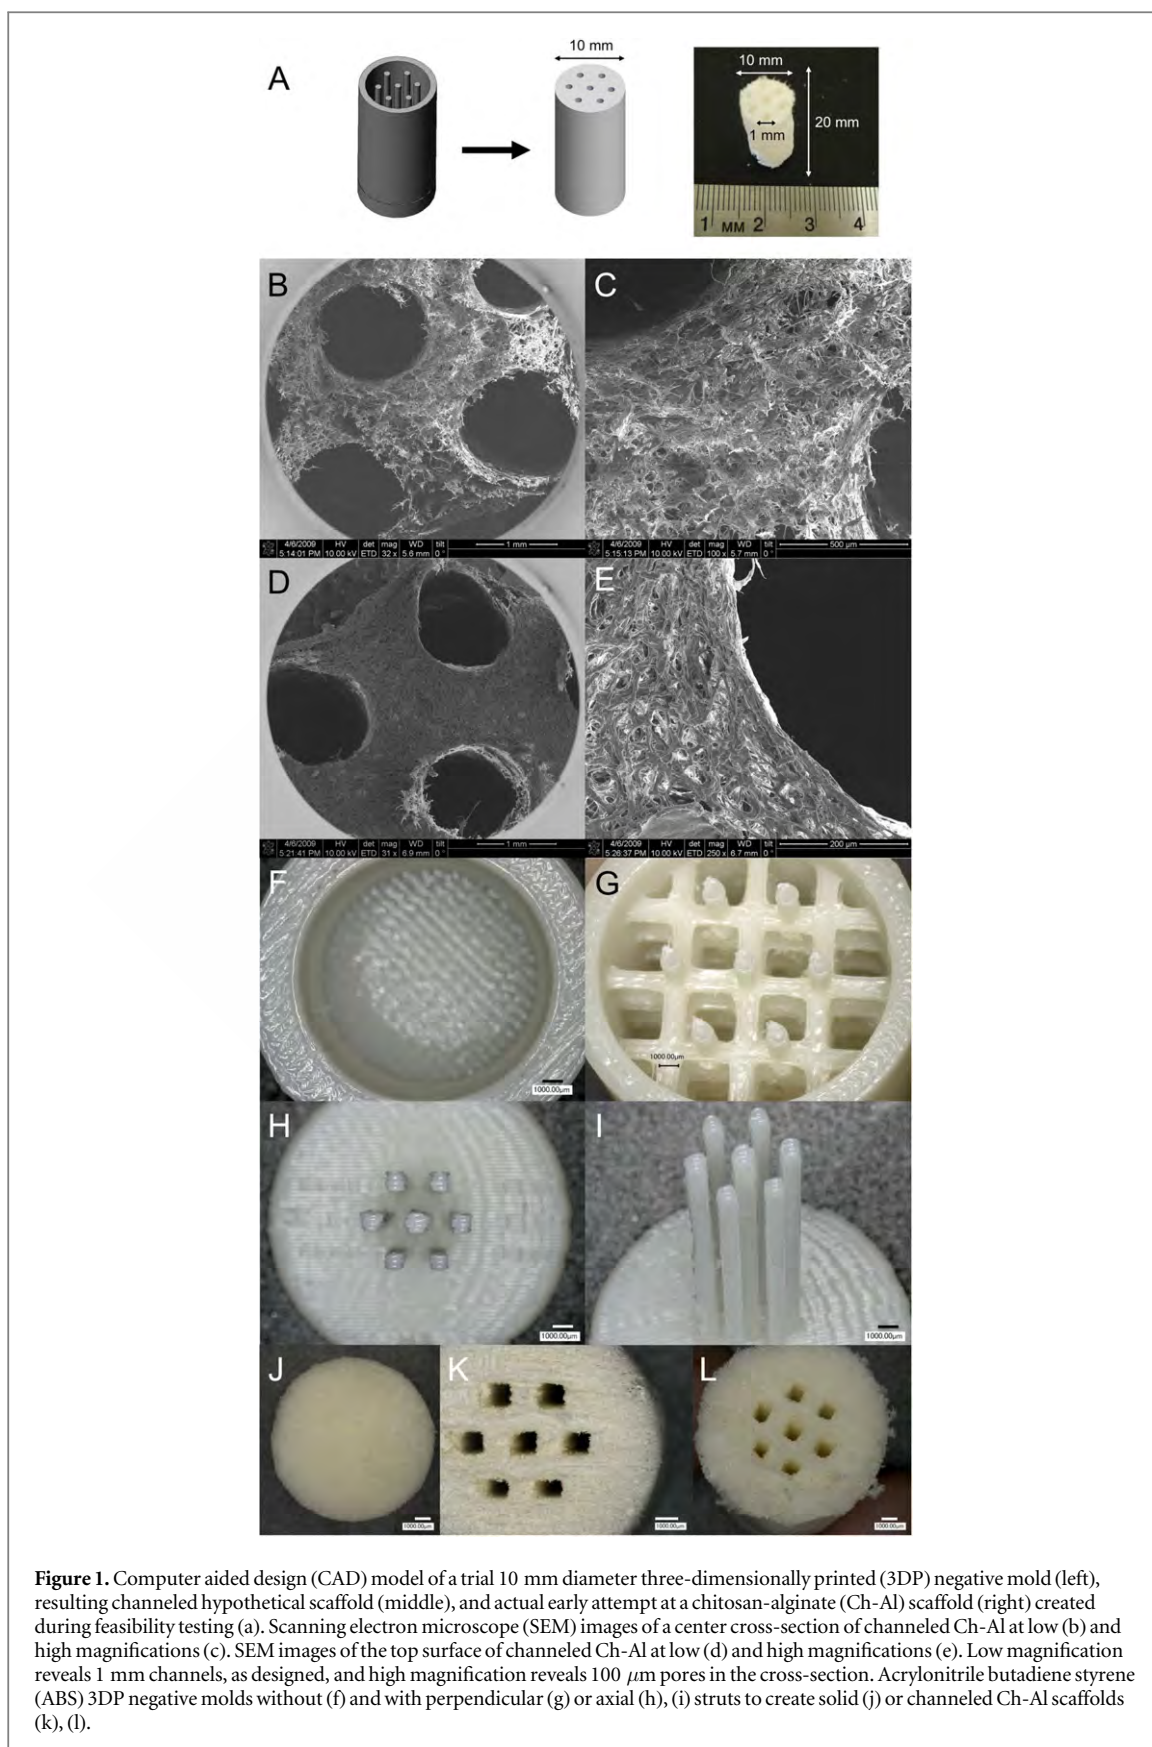 A
10 mm
10 mm
1 mm
20 mm
1 MM 2 3 4
B
C
4/6/2009 HV det mag WD tilt
5:14:01 PM 10.00 kV ETD 32 x 5.6 mm 0° 1 mm
4/6/2009 HV det mag WD tilt
5:15:13 PM 10.00 kV ETD 100 x 5.7 mm 0° 500 µm
D
E
4/6/2009 HV det mag WD tilt
5:21:41 PM 10.00 kV ETD 31 x 6.9 mm 0° 1 mm
4/6/2009 HV det mag WD tilt
5:26:37 PM 10.00 kV ETD 250 x 6.7 mm 0° 200 µm
F
G
1000.00µm
1000.00µm
H
I
1000.00µm
1000.00µm
J
K
L
1000.00µm
1000.00µm
1000.00µm
Figure 1. Computer aided design (CAD) model of a trial 10 mm diameter three-dimensionally printed (3DP) negative mold (left),
resulting channeled hypothetical scaffold (middle), and actual early attempt at a chitosan-alginate (Ch-Al) scaffold (right) created
during feasibility testing (a). Scanning electron microscope (SEM) images of a center cross-section of channeled Ch-Al at low (b) and
high magnifications (c). SEM images of the top surface of channeled Ch-Al at low (d) and high magnifications (e). Low magnification
reveals 1 mm channels, as designed, and high magnification reveals 100 μm pores in the cross-section. Acrylonitrile butadiene styrene
(ABS) 3DP negative molds without (f) and with perpendicular (g) or axial (h), (i) struts to create solid (j) or channeled Ch-Al scaffolds
(k), (l).